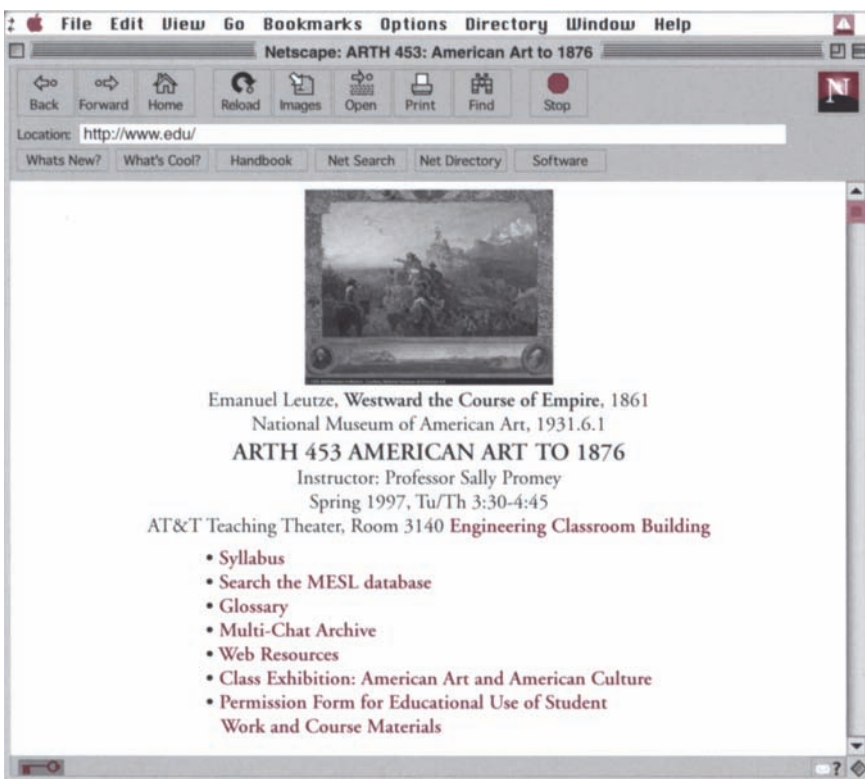 File Edit View Go Bookmarks Options Directory Window Help
Netscape: ARTH 453: American Art to 1876
Back Forward Home Reload Images Open Print Find Stop
N
Location: http://www.edu/
Whats New? What's Cool? Handbook Net Search Net Directory Software
Emanuel Leutze, Westward the Course of Empire, 1861
National Museum of American Art, 1931.6.1
ARTH 453 AMERICAN ART TO 1876
Instructor: Professor Sally Promey
Spring 1997, Tu/Th 3:30-4:45
AT&T Teaching Theater, Room 3140 Engineering Classroom Building
• Syllabus
• Search the MESL database
• Glossary
• Multi-Chat Archive
• Web Resources
• Class Exhibition: American Art and American Culture
• Permission Form for Educational Use of Student
Work and Course Materials
?